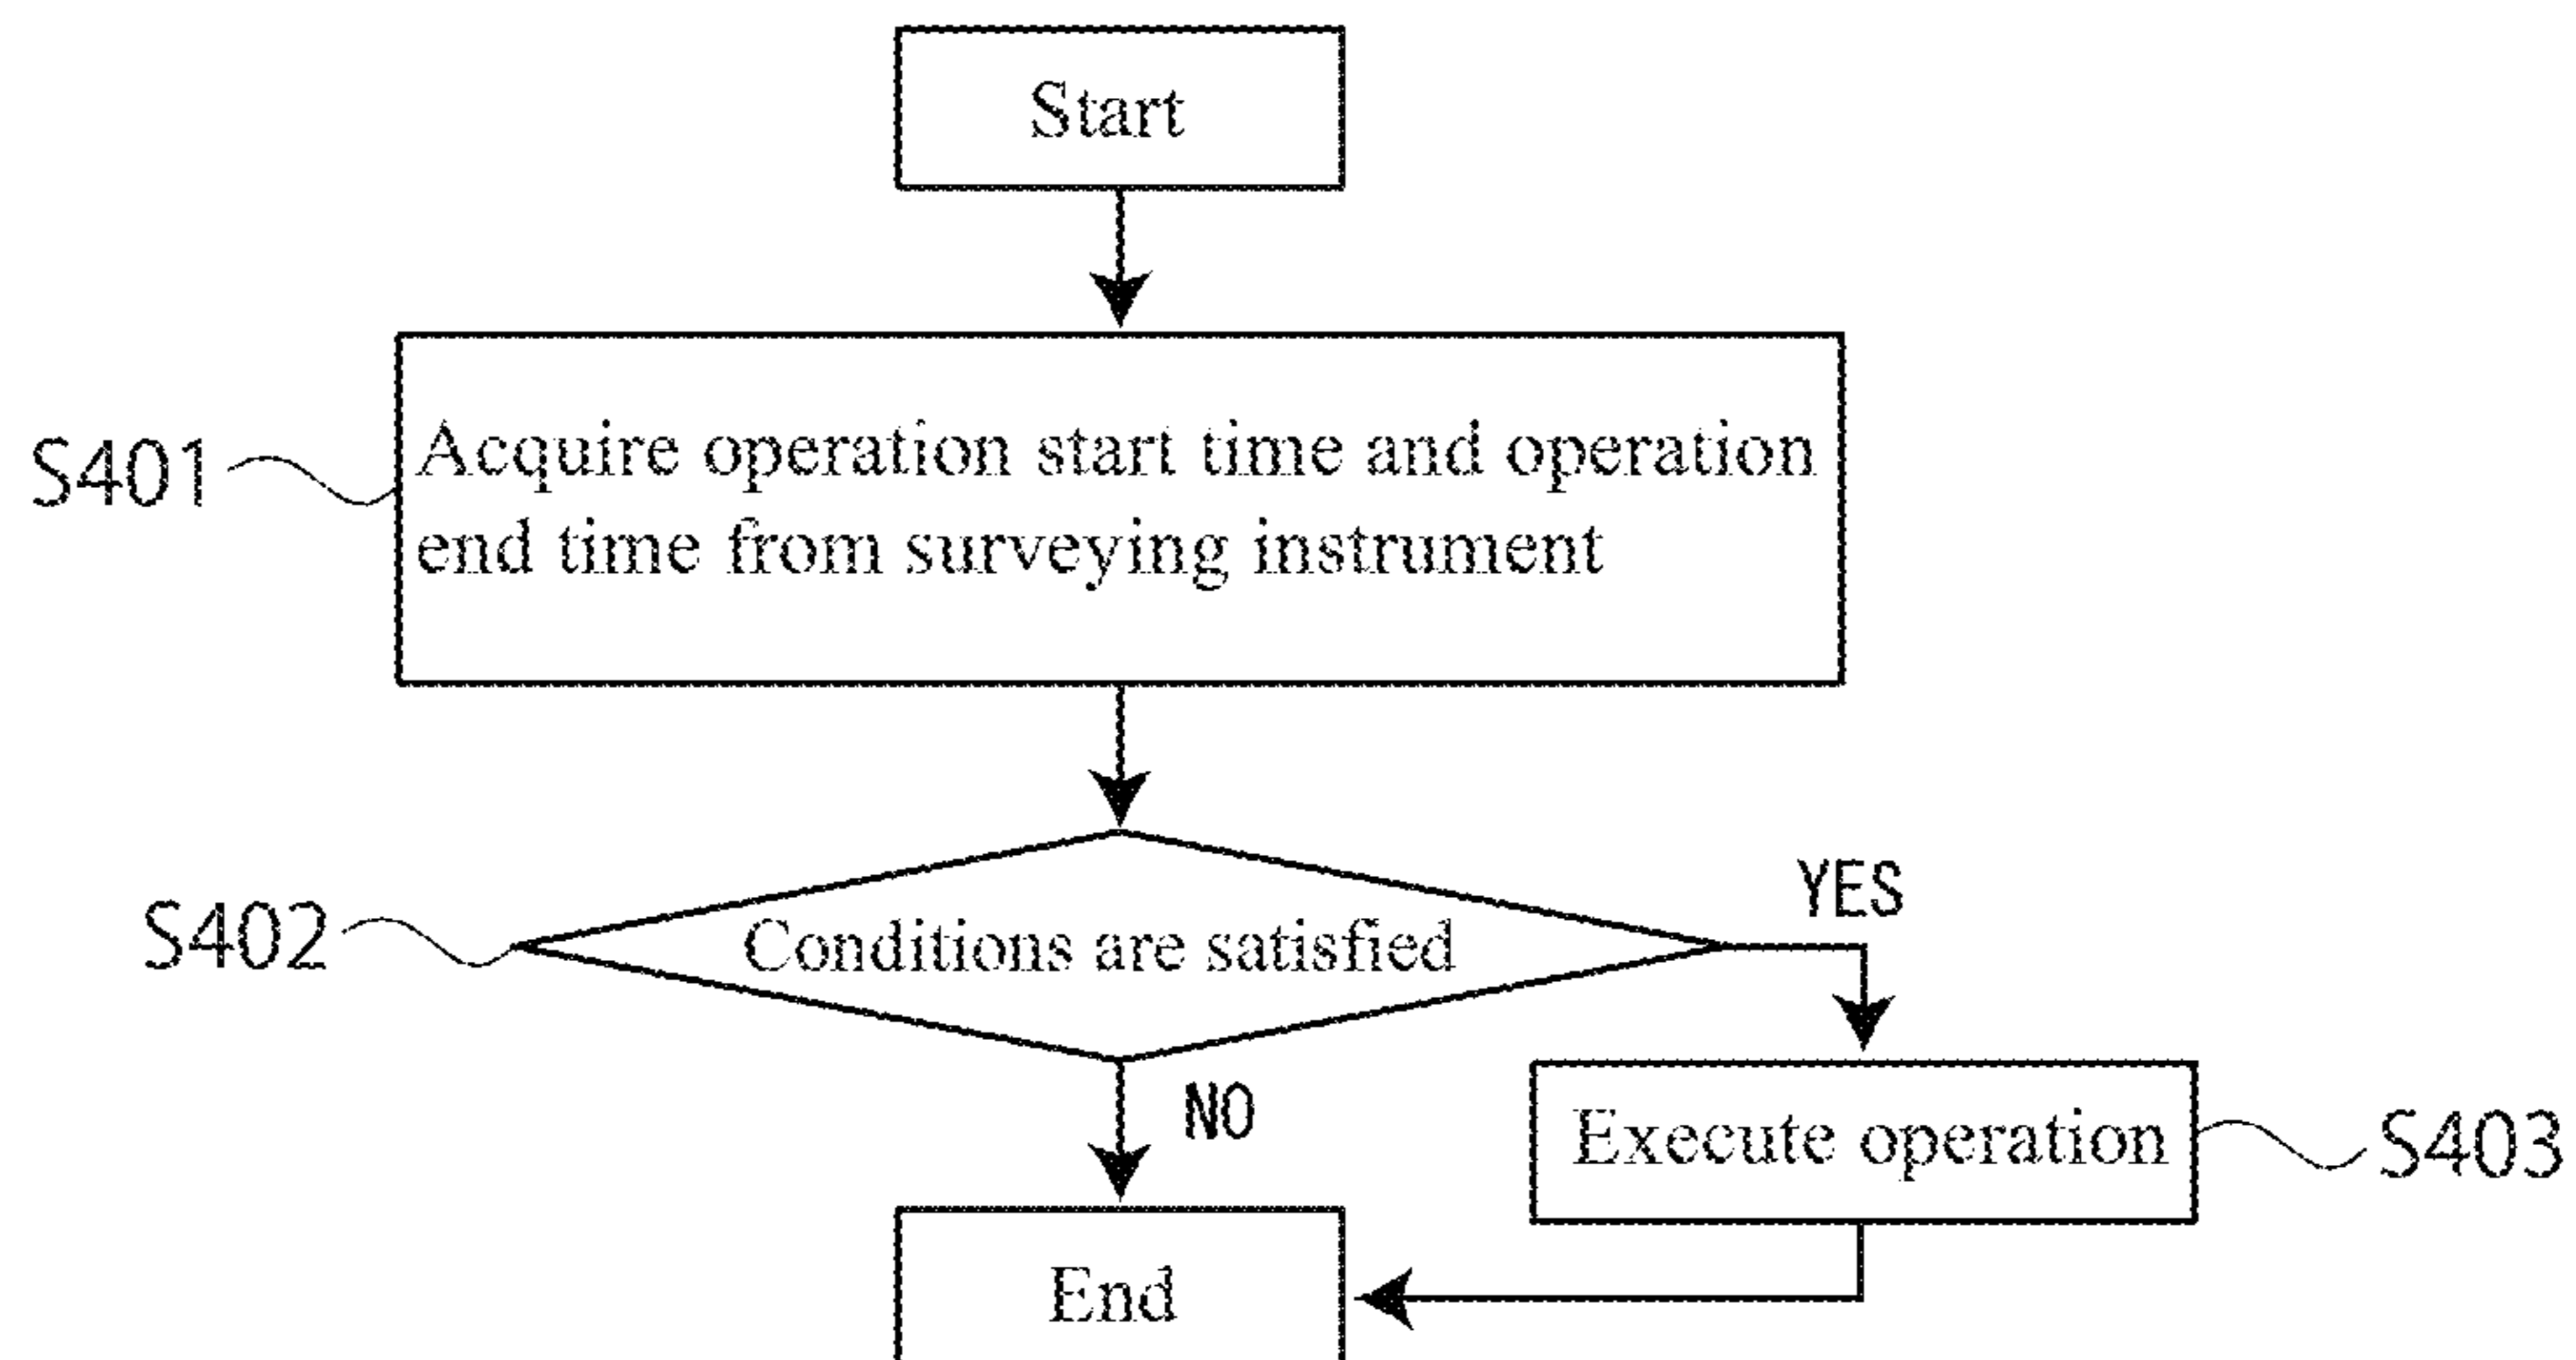 Start
S401
Acquire operation start time and operation
end time from surveying instrument
S402
Conditions are satisfied
YES
NO
Execute operation
S403
End